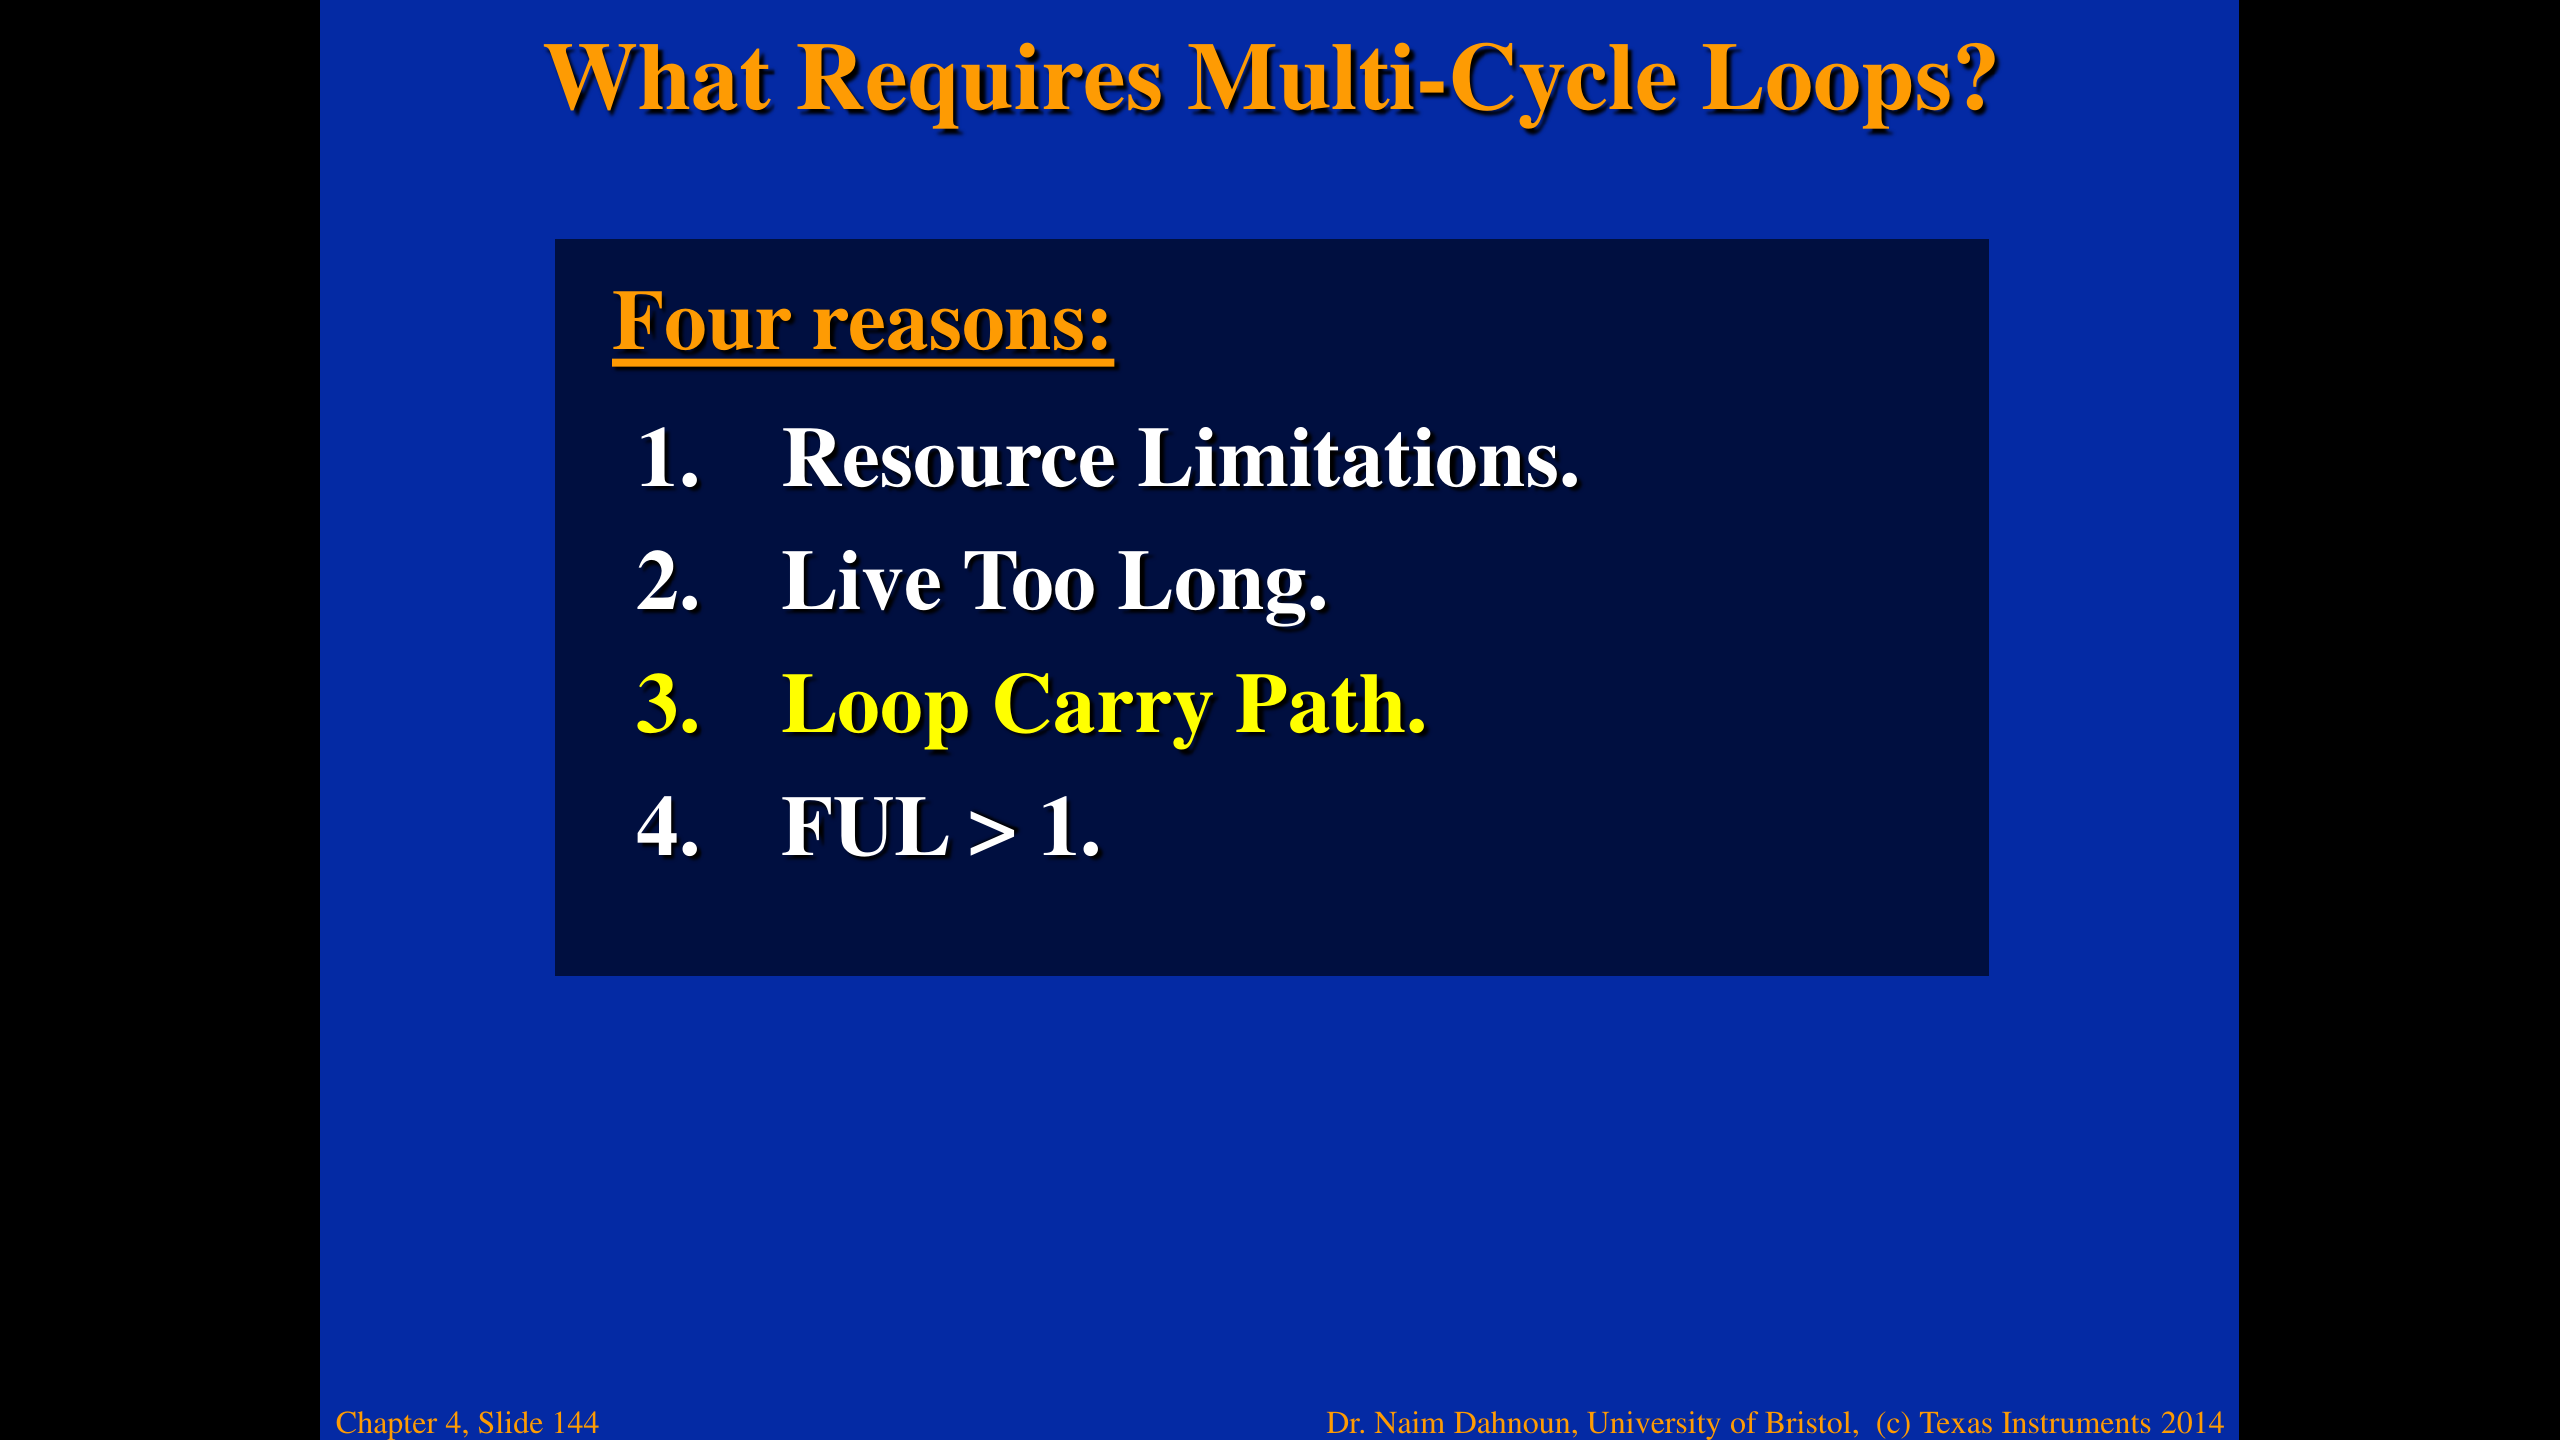 What Requires Multi-Cycle Loops?
Four reasons:
1. Resource Limitations.
2. Live Too Long.
3. Loop Carry Path.
4. FUL > 1.
Chapter 4, Slide 144
Dr. Naim Dahnoun, University of Bristol, (c) Texas Instruments 2014